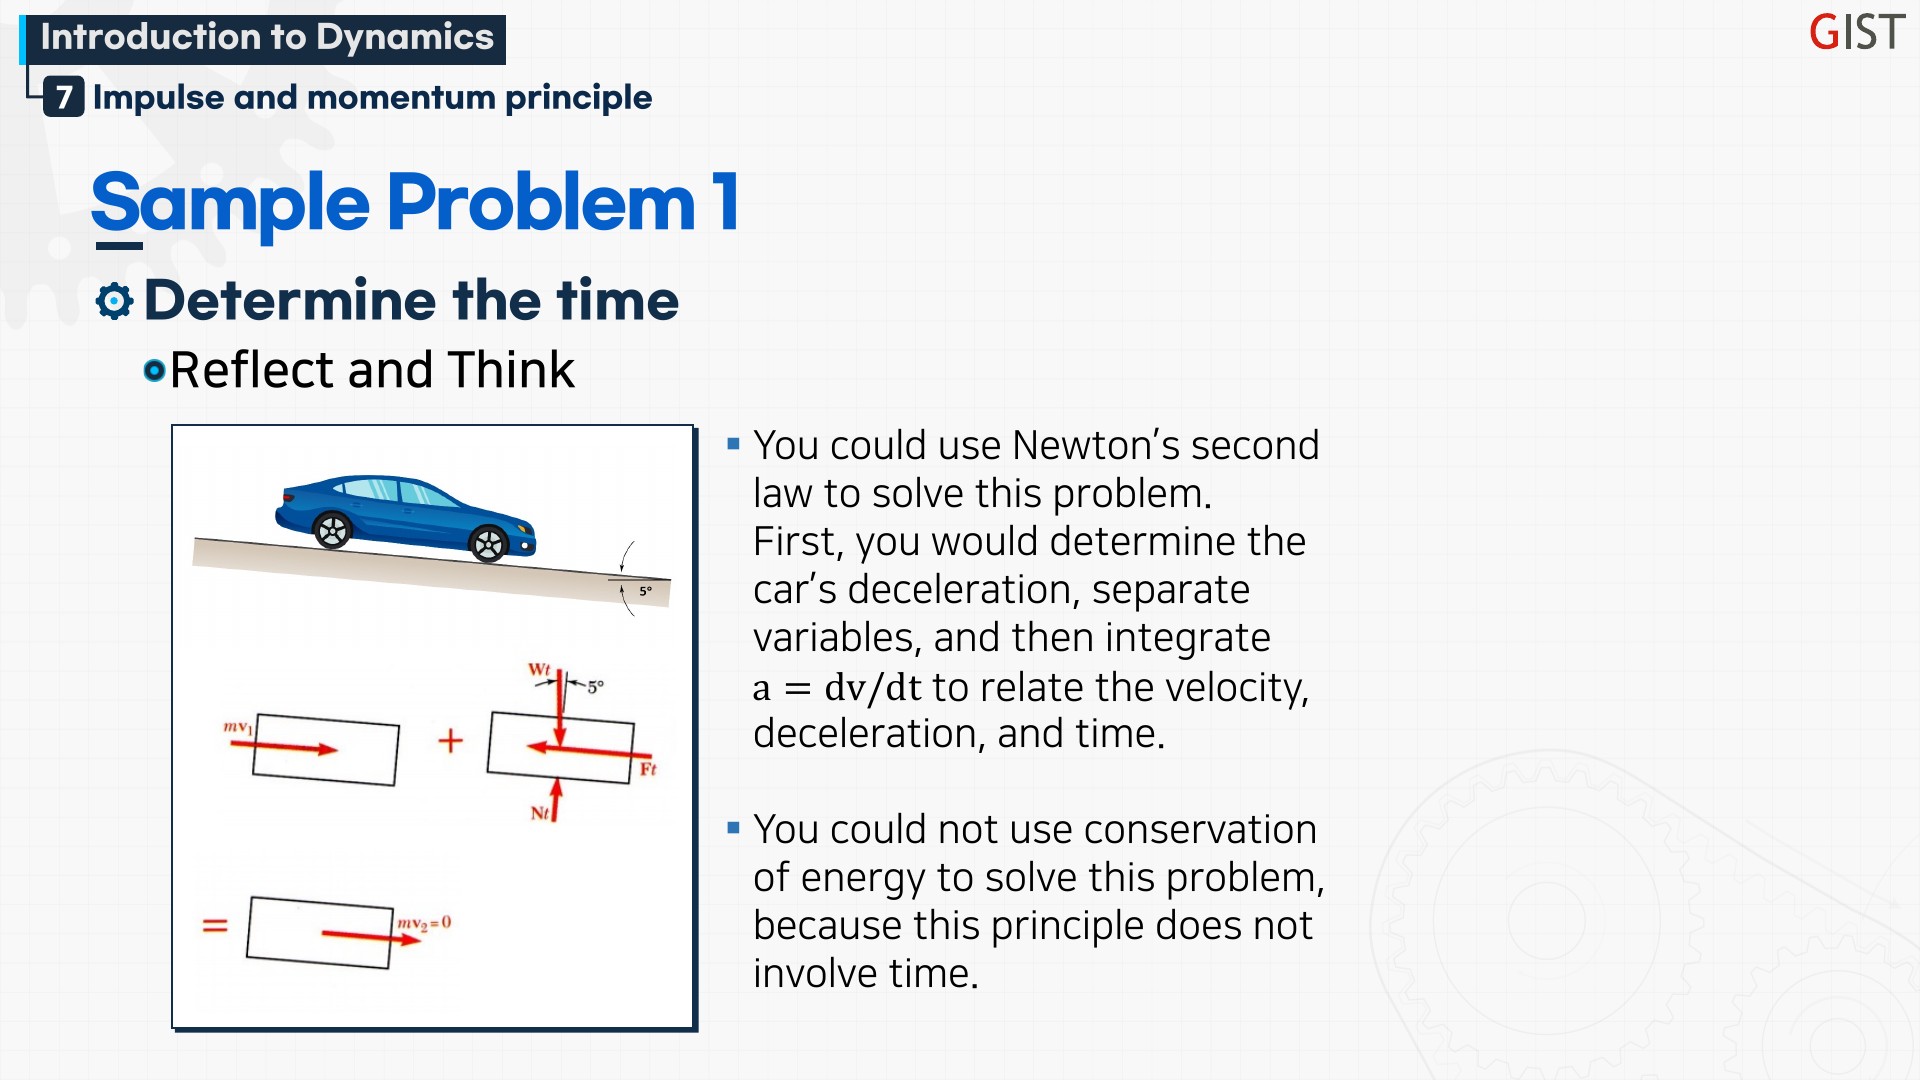 Introduction to Dynamics
GIST
7 Impulse and momentum principle
Sample Problem 1
Determine the time
Reflect and Think
You could use Newton's second
law to solve this problem.
First, you would determine the
car's deceleration, separate
variables, and then integrate
a = dv/dt to relate the velocity,
deceleration, and time.
You could not use conservation
of energy to solve this problem,
because this principle does not
involve time.
5°
Wt
5°
mv₁
+
Ft
Nt
=
mv₂=0